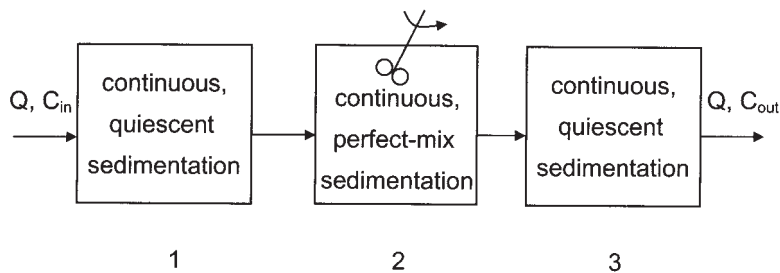 Q, C_in
continuous,
quiescent
sedimentation
continuous,
perfect-mix
sedimentation
continuous,
quiescent
sedimentation
Q, C_out
1
2
3